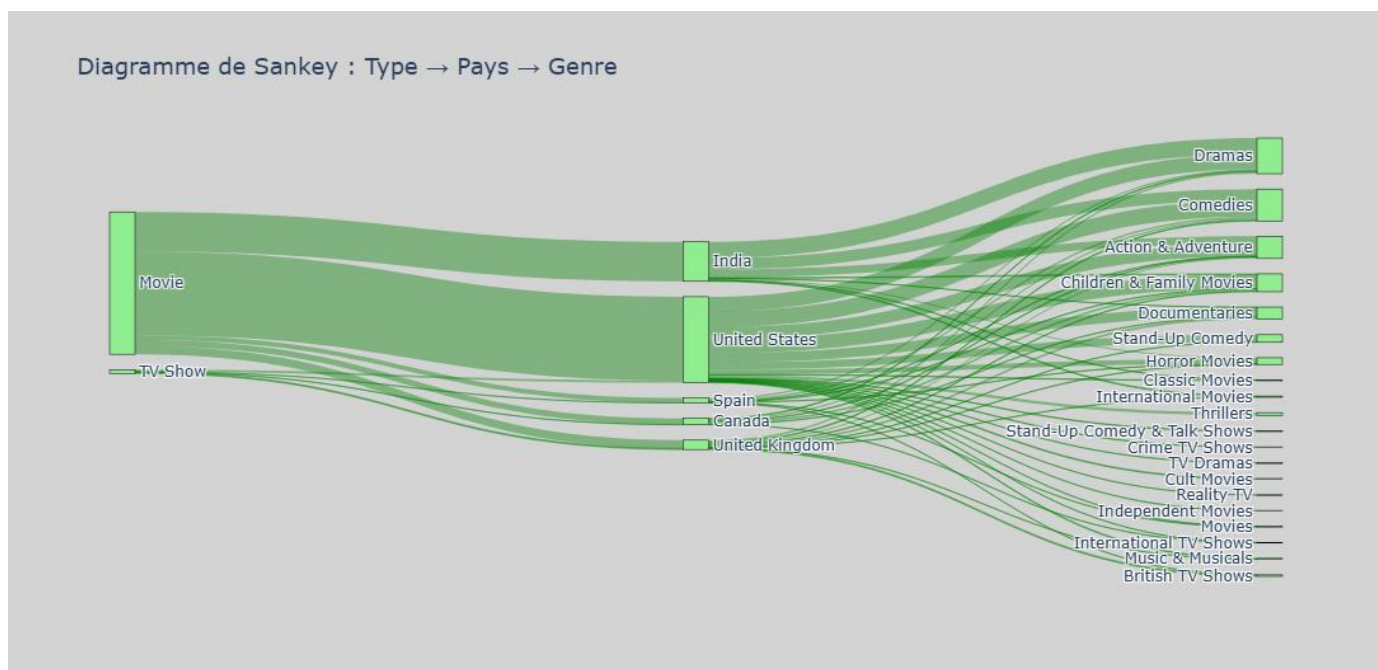 Diagramme de Sankey : Type → Pays → Genre
Movie
TV Show
India
United States
Spain
Canada
United Kingdom
Dramas
Comedies
Action & Adventure
Children & Family Movies
Documentaries
Stand-Up Comedy
Horror Movies
Classic Movies
International Movies
Thrillers
Stand-Up Comedy & Talk Shows
Crime TV Shows
TV Dramas
Cult Movies
Reality TV
Independent Movies
Movies
International TV Shows
Music & Musicals
British TV Shows